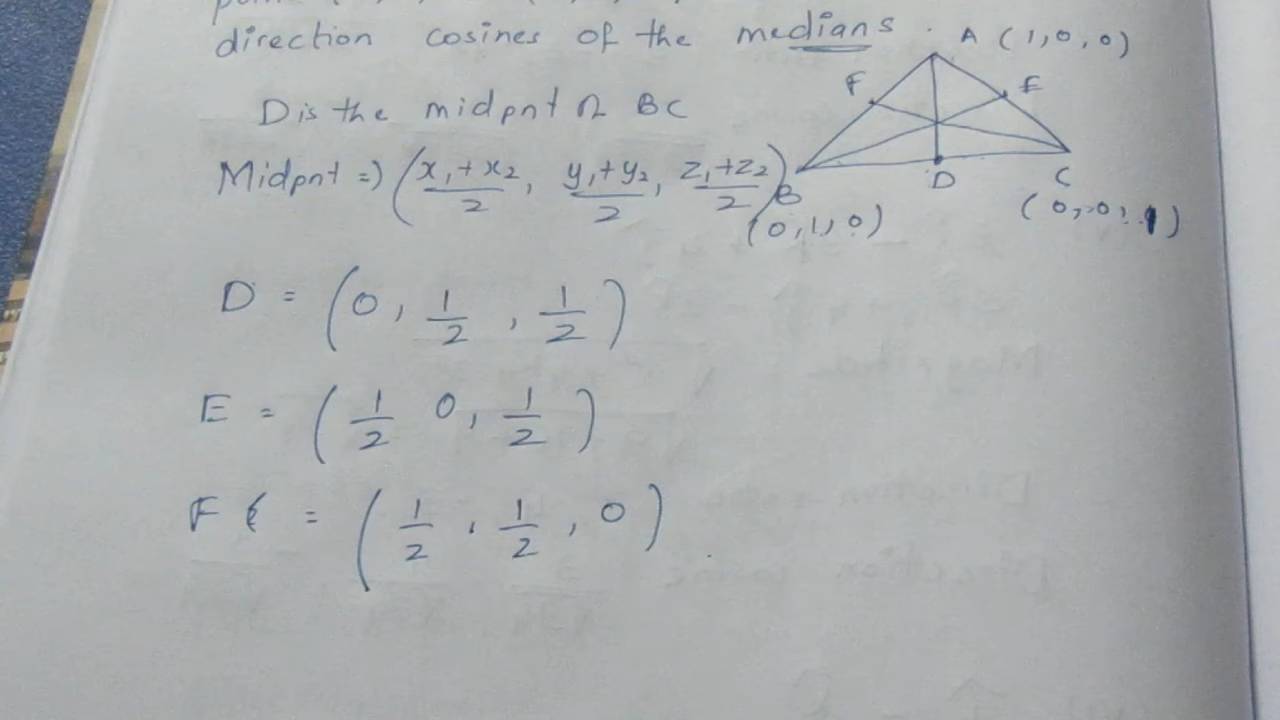 direction cosines of the medians.
A (1,0,0)
F
E
D is the midpnt of BC
Midpnt => (x₁+x₂/2, y₁+y₂/2, z₁+z₂/2)
B
D
C
(0,1,0)
(0,0,1)
D = (0, 1/2, 1/2)
E = (1/2 0, 1/2)
F = (1/2, 1/2, 0)